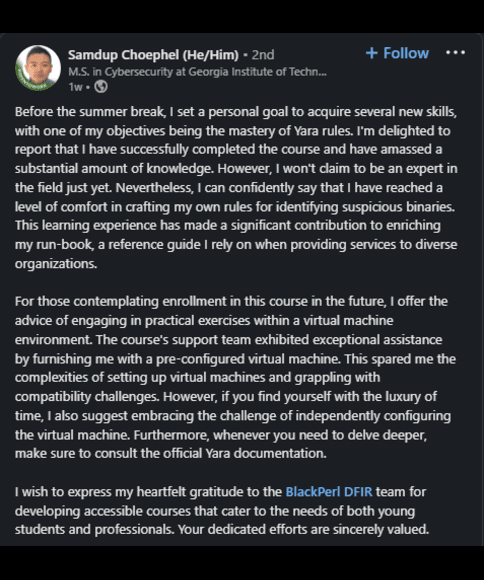 Samdup Choephel (He/Him) • 2nd
+ Follow
M.S. in Cybersecurity at Georgia Institute of Techn...
1w •
Before the summer break, I set a personal goal to acquire several new skills,
with one of my objectives being the mastery of Yara rules. I'm delighted to
report that I have successfully completed the course and have amassed a
substantial amount of knowledge. However, I won't claim to be an expert in
the field just yet. Nevertheless, I can confidently say that I have reached a
level of comfort in crafting my own rules for identifying suspicious binaries.
This learning experience has made a significant contribution to enriching
my run-book, a reference guide I rely on when providing services to diverse
organizations.
For those contemplating enrollment in this course in the future, I offer the
advice of engaging in practical exercises within a virtual machine
environment. The course's support team exhibited exceptional assistance
by furnishing me with a pre-configured virtual machine. This spared me the
complexities of setting up virtual machines and grappling with
compatibility challenges. However, if you find yourself with the luxury of
time, I also suggest embracing the challenge of independently configuring
the virtual machine. Furthermore, whenever you need to delve deeper,
make sure to consult the official Yara documentation.
I wish to express my heartfelt gratitude to the BlackPerl DFIR team for
developing accessible courses that cater to the needs of both young
students and professionals. Your dedicated efforts are sincerely valued.